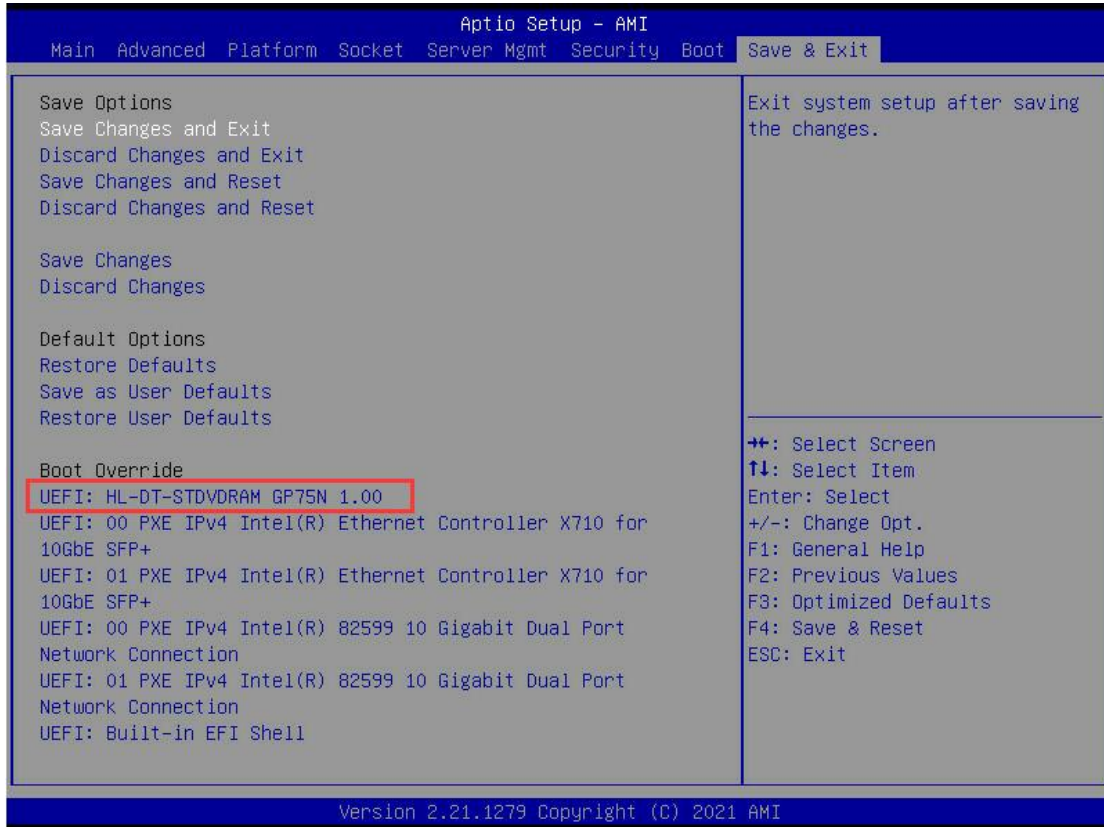 Aptio Setup – AMI
Main Advanced Platform Socket Server Mgmt Security Boot Save & Exit
Save Options
Save Changes and Exit
Discard Changes and Exit
Save Changes and Reset
Discard Changes and Reset
Save Changes
Discard Changes
Default Options
Restore Defaults
Save as User Defaults
Restore User Defaults
Boot Override
UEFI: HL-DT-STDVDRAM GP75N 1.00
UEFI: 00 PXE IPv4 Intel(R) Ethernet Controller X710 for
10GbE SFP+
UEFI: 01 PXE IPv4 Intel(R) Ethernet Controller X710 for
10GbE SFP+
UEFI: 00 PXE IPv4 Intel(R) 82599 10 Gigabit Dual Port
Network Connection
UEFI: 01 PXE IPv4 Intel(R) 82599 10 Gigabit Dual Port
Network Connection
UEFI: Built-in EFI Shell
Exit system setup after saving
the changes.
→←: Select Screen
↑↓: Select Item
Enter: Select
+/-: Change Opt.
F1: General Help
F2: Previous Values
F3: Optimized Defaults
F4: Save & Reset
ESC: Exit
Version 2.21.1279 Copyright (C) 2021 AMI